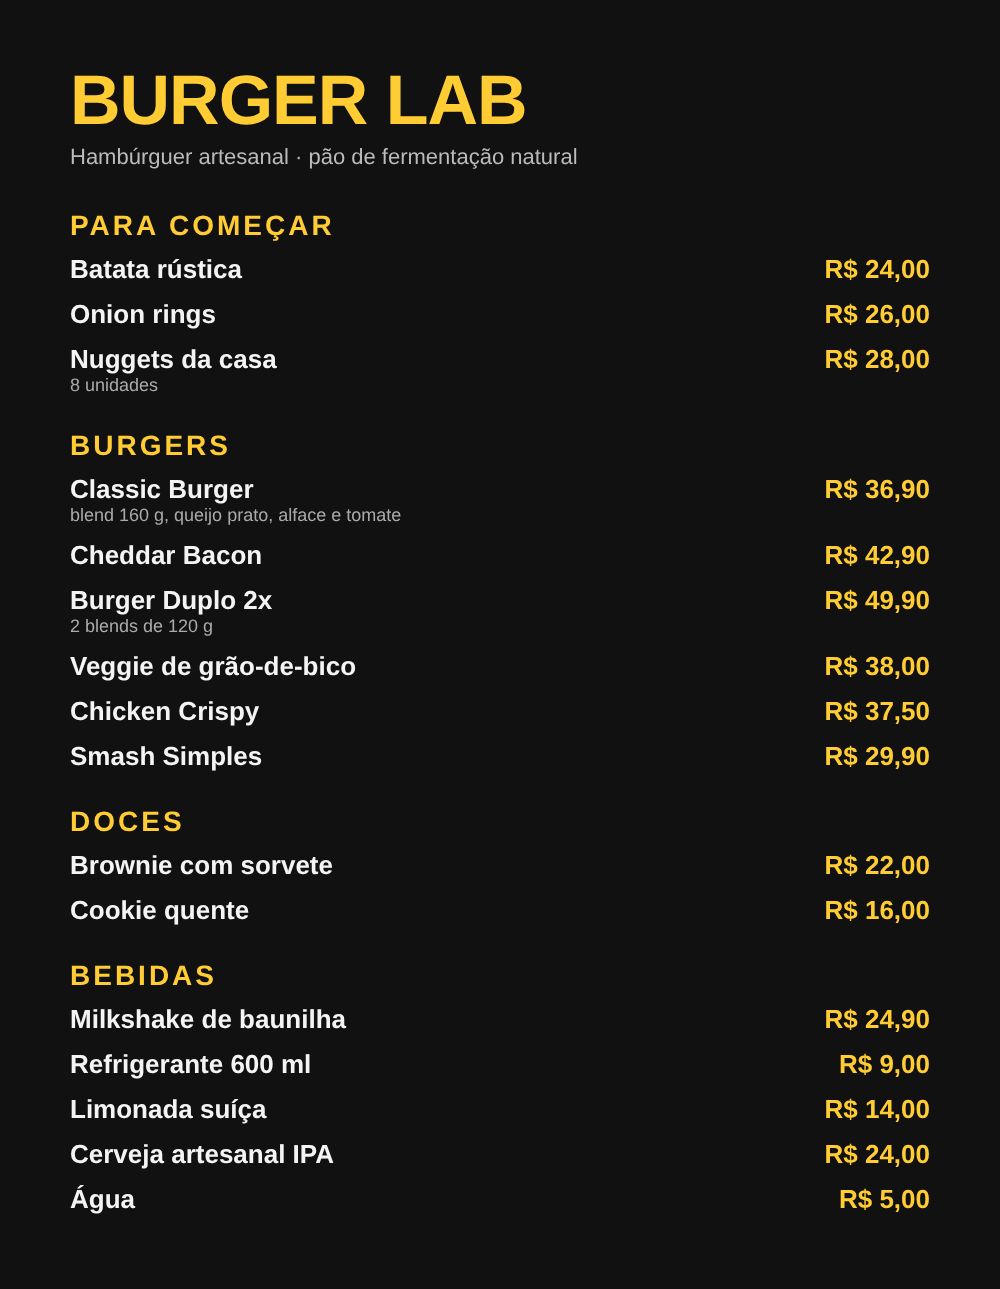 BURGER LAB
Hambúrguer artesanal · pão de fermentação natural
PARA COMEÇAR
Batata rústica R$ 24,00
Onion rings R$ 26,00
Nuggets da casa R$ 28,00
8 unidades
BURGERS
Classic Burger R$ 36,90
blend 160 g, queijo prato, alface e tomate
Cheddar Bacon R$ 42,90
Burger Duplo 2x R$ 49,90
2 blends de 120 g
Veggie de grão-de-bico R$ 38,00
Chicken Crispy R$ 37,50
Smash Simples R$ 29,90
DOCES
Brownie com sorvete R$ 22,00
Cookie quente R$ 16,00
BEBIDAS
Milkshake de baunilha R$ 24,90
Refrigerante 600 ml R$ 9,00
Limonada suíça R$ 14,00
Cerveja artesanal IPA R$ 24,00
Água R$ 5,00